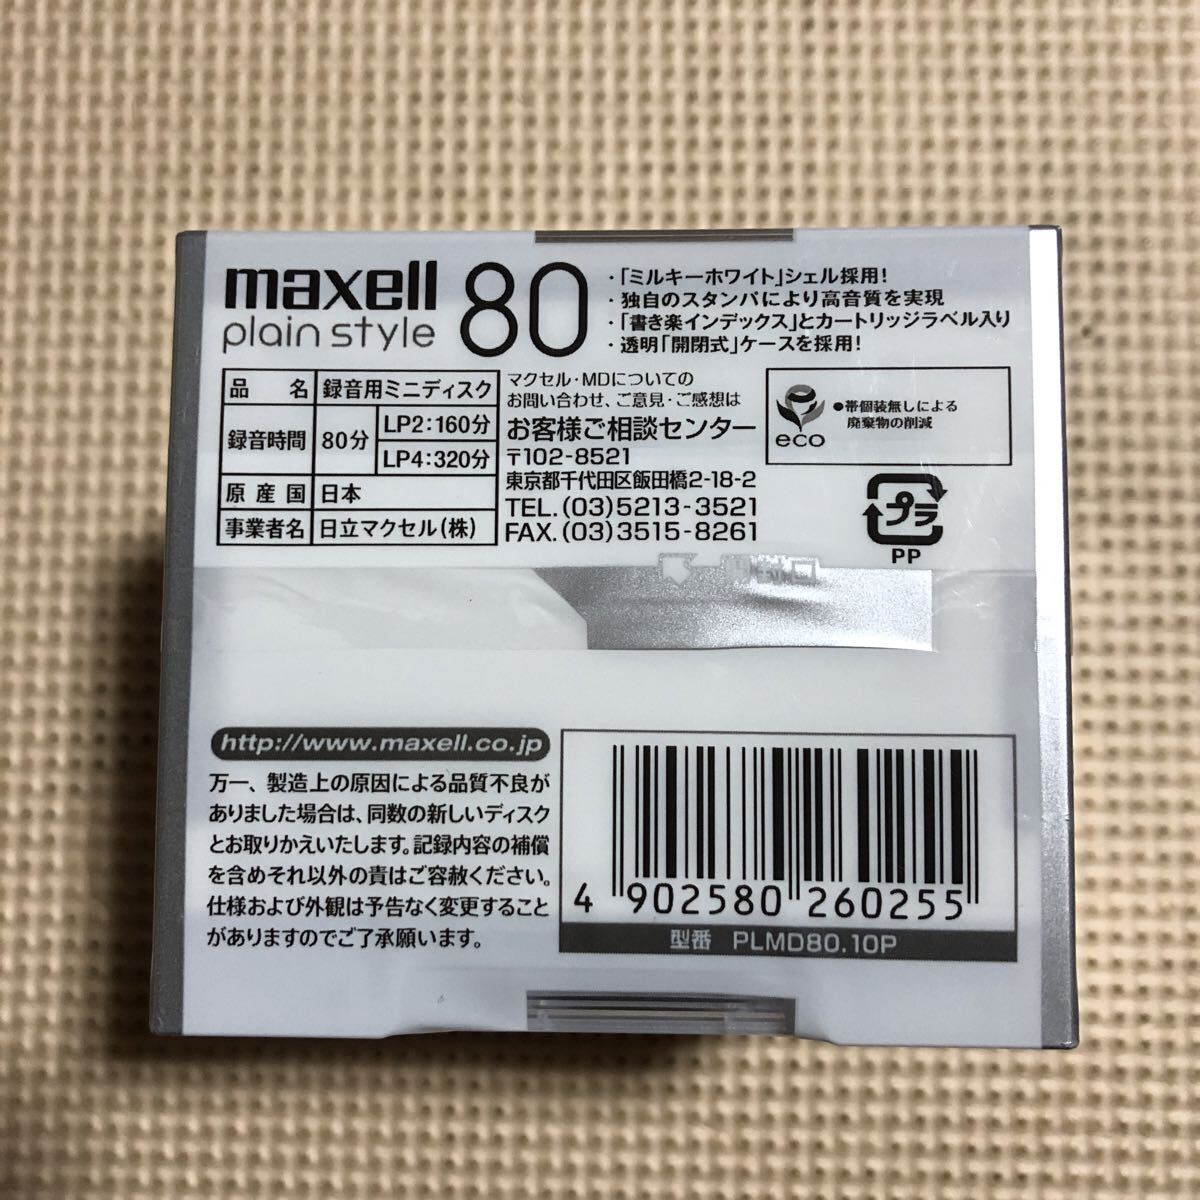 maxell
plain style
80
・「ミルキーホワイト」シェル採用!
・独自のスタンパにより高音質を実現
・「書き楽インデックス」とカートリッジラベル入り
・透明「開閉式」ケースを採用!
品 名 録音用ミニディスク
録音時間 80分 LP2:160分
LP4:320分
原産国 日本
事業者名 日立マクセル(株)
マクセル・MDについての
お問い合わせ、ご意見・ご感想は
お客様ご相談センター
〒102-8521
東京都千代田区飯田橋2-18-2
TEL.(03)5213-3521
FAX.(03)3515-8261
eco
●帯個装無しによる
廃棄物の削減
プラ
PP
http://www.maxell.co.jp
万一、製造上の原因による品質不良が
ありました場合は、同数の新しいディスク
とお取りかえいたします。記録内容の補償
を含めそれ以外の責はご容赦ください。
仕様および外観は予告なく変更すること
がありますのでご了承願います。
4 902580 260255
型番 PLMD80.10P